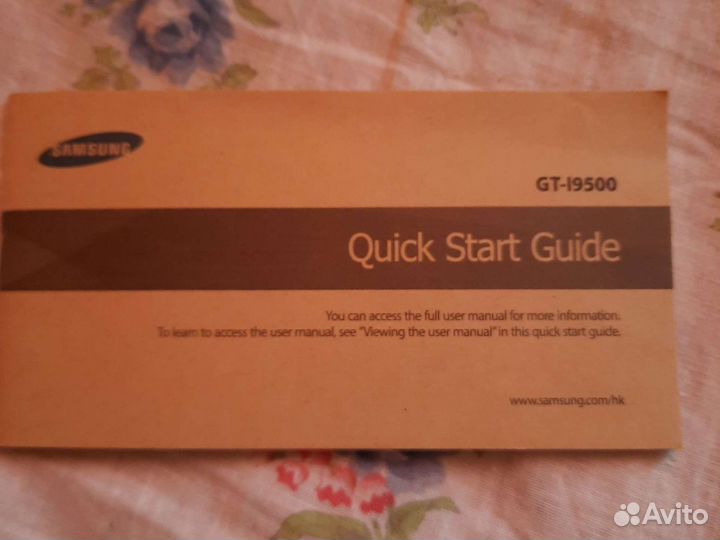 SAMSUNG
GT-I9500
Quick Start Guide
You can access the full user manual for more information.
To learn to access the user manual, see "Viewing the user manual" in this quick start guide.
www.samsung.com/hk
Avito